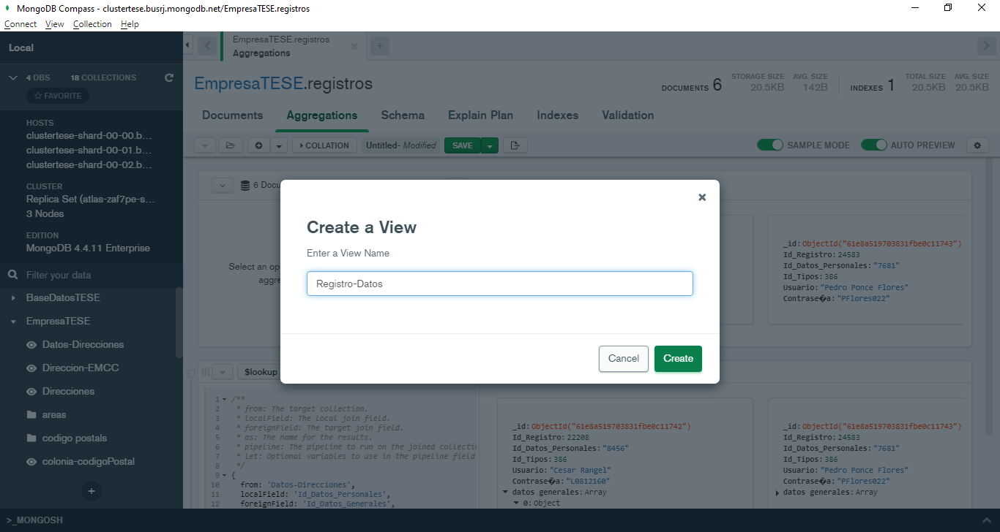 MongoDB Compass - clustertese.busrj.mongodb.net/EmpresaTESE.registros
Connect View Collection Help
Local
4 DBS 18 COLLECTIONS
FAVORITE
HOSTS
clustertese-shard-00-00.b...
clustertese-shard-00-01.b...
clustertese-shard-00-02.b...
CLUSTER
Replica Set (atlas-zaf7pe-s...
3 Nodes
EDITION
MongoDB 4.4.11 Enterprise
Filter your data
BaseDatosTESE
EmpresaTESE
Datos-Direcciones
Direccion-EMCC
Direcciones
areas
codigo postals
colonia-codigoPostal
+
>_MONGOSH
EmpresaTESE.registros
Aggregations
+
EmpresaTESE.registros
DOCUMENTS 6
STORAGE SIZE
20.5KB
AVG. SIZE
142B
INDEXES 1
TOTAL SIZE
20.5KB
AVG. SIZE
20.5KB
Documents Aggregations Schema Explain Plan Indexes Validation
COLLATION Untitled- Modified SAVE SAMPLE MODE AUTO PREVIEW
6 Docu
Select an op
aggre
_id: ObjectId("61e8a519703831fbe0c11743")
Id_Registro: 24583
Id_Datos_Personales: "7681"
Id_Tipos: 386
Usuario: "Pedro Ponce Flores"
Contrase�a: "PFlores022"
Create a View
Enter a View Name
Registro-Datos
Cancel Create
$lookup
1 /**
2 * from: The target collection.
3 * localField: The local join field.
4 * foreignField: The target join field.
5 * as: The name for the results.
6 * pipeline: The pipeline to run on the joined collecti
7 * let: Optional variables to use in the pipeline field
8 */
9 {
10 from: 'Datos-Direcciones',
11 localField: 'Id_Datos_Personales',
12 foreignField: 'Id_Datos_Generales',
_id: ObjectId("61e8a519703831fbe0c11742")
Id_Registro: 22208
Id_Datos_Personales: "8456"
Id_Tipos: 386
Usuario: "Cesar Rangel"
Contrase�a: "L0812160"
datos generales: Array
0: Object
_id: ObjectId("61e8a519703831fbe0c11743")
Id_Registro: 24583
Id_Datos_Personales: "7681"
Id_Tipos: 386
Usuario: "Pedro Ponce Flores"
Contrase�a: "PFlores022"
datos generales: Array